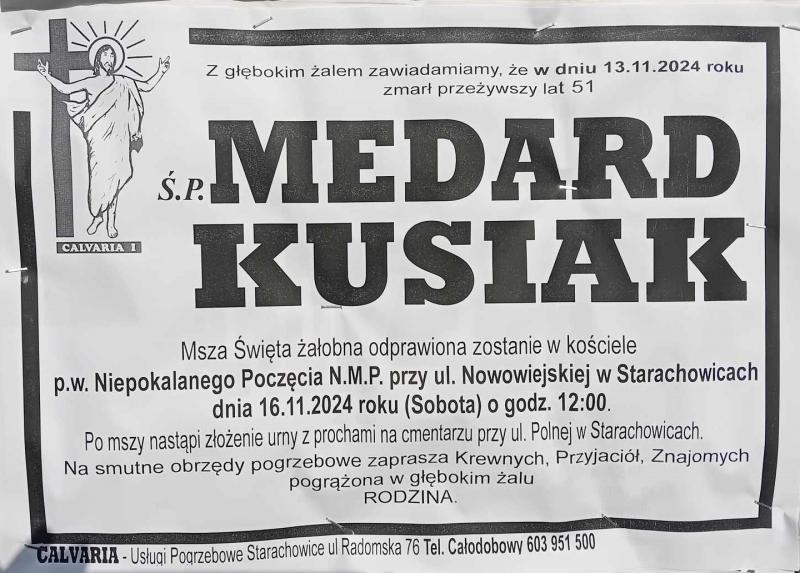 CALVARIA I
Z głębokim żalem zawiadamiamy, że w dniu 13.11.2024 roku
zmarł przeżywszy lat 51
Ś.P. MEDARD
KUSIAK
Msza Święta żałobna odprawiona zostanie w kościele
p.w. Niepokalanego Poczęcia N.M.P. przy ul. Nowowiejskiej w Starachowicach
dnia 16.11.2024 roku (Sobota) o godz. 12:00.
Po mszy nastąpi złożenie urny z prochami na cmentarzu przy ul. Polnej w Starachowicach.
Na smutne obrzędy pogrzebowe zaprasza Krewnych, Przyjaciół, Znajomych
pogrążona w głębokim żalu
RODZINA.
CALVARIA - Usługi Pogrzebowe Starachowice ul Radomska 76 Tel. Całodobowy 603 951 500